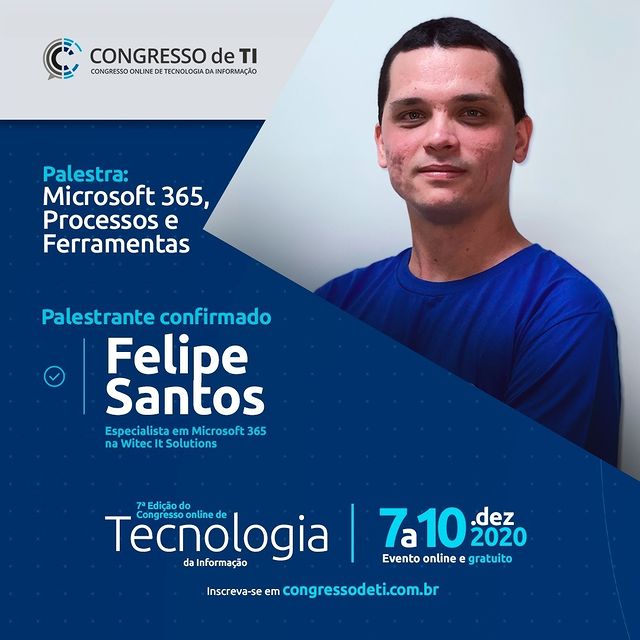 CONGRESSO de TI
CONGRESSO ONLINE DE TECNOLOGIA DA INFORMAÇÃO
Palestra:
Microsoft 365,
Processos e
Ferramentas
Palestrante confirmado
Felipe
Santos
Especialista em Microsoft 365
na Witec It Solutions
7ª Edição do
Congresso online de
Tecnologia
da Informação
7a10.dez
2020
Evento online e gratuito
Inscreva-se em congressodeti.com.br